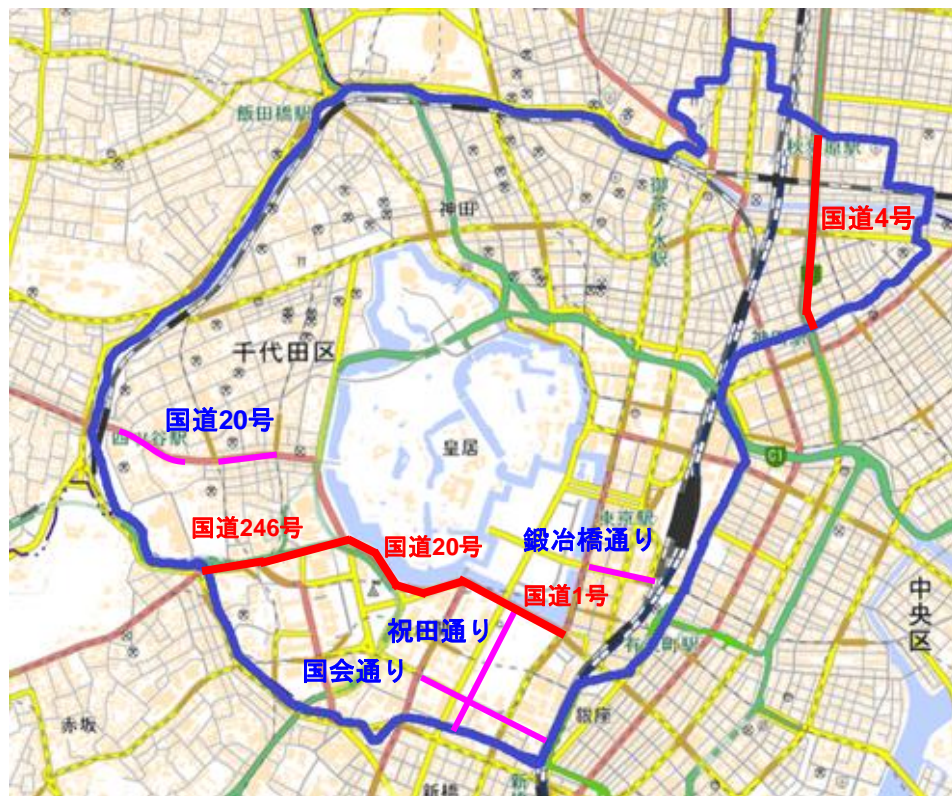 飯田橋駅
秋葉原駅
御茶ノ水駅
神田
国道4号
神田駅
千代田区
国道20号
四ツ谷駅
皇居
C1
東京駅
国道246号
国道20号
鍛冶橋通り
国道1号
中央区
祝田通り
有楽町駅
国会通り
銀座
赤坂
新橋